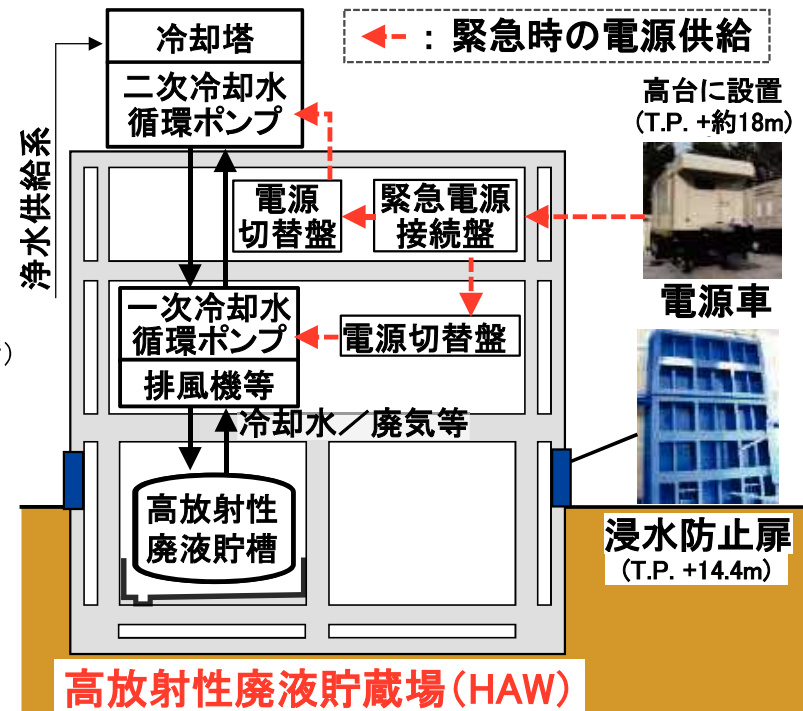 冷却塔
二次冷却水
循環ポンプ
：緊急時の電源供給
高台に設置
(T.P. +約18m)
浄水供給系
電源
切替盤
緊急電源
接続盤
電源車
一次冷却水
循環ポンプ
排風機等
電源切替盤
)
冷却水／廃気等
高放射性
廃液貯槽
浸水防止扉
(T.P. +14.4m)
高放射性廃液貯蔵場(HAW)